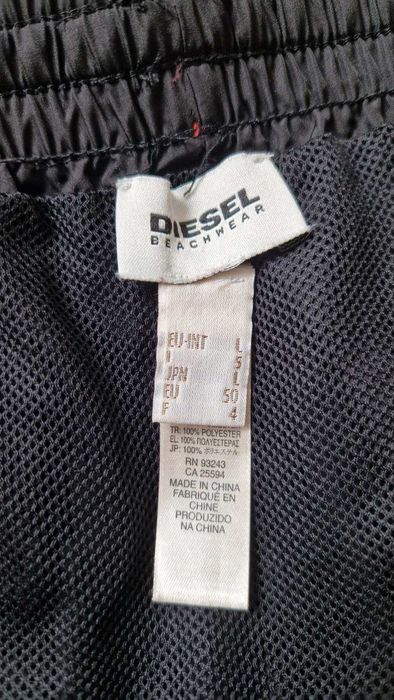 DIESEL
BEACHWEAR
EU-INT L
I 5
JPN L
EU 50
F 4
TR: 100% POLYESTER
EL: 100% ΠΟΛΥΕΣΤΕΡΑΣ
JP: 100% ポリエステル
RN 93243
CA 25594
MADE IN CHINA
FABRIQUÉ EN
CHINE
PRODUZIDO
NA CHINA